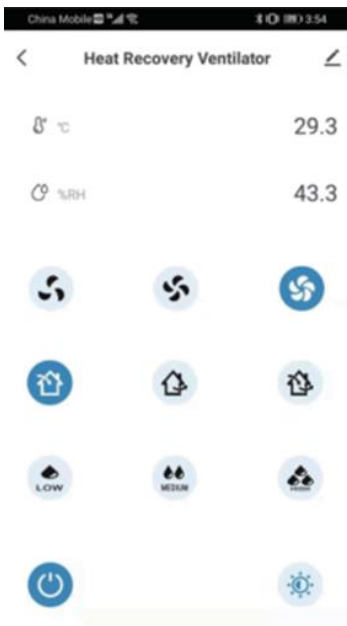 China Mobile 3:54
Heat Recovery Ventilator
°C 29.3
%RH 43.3
LOW MEDIUM